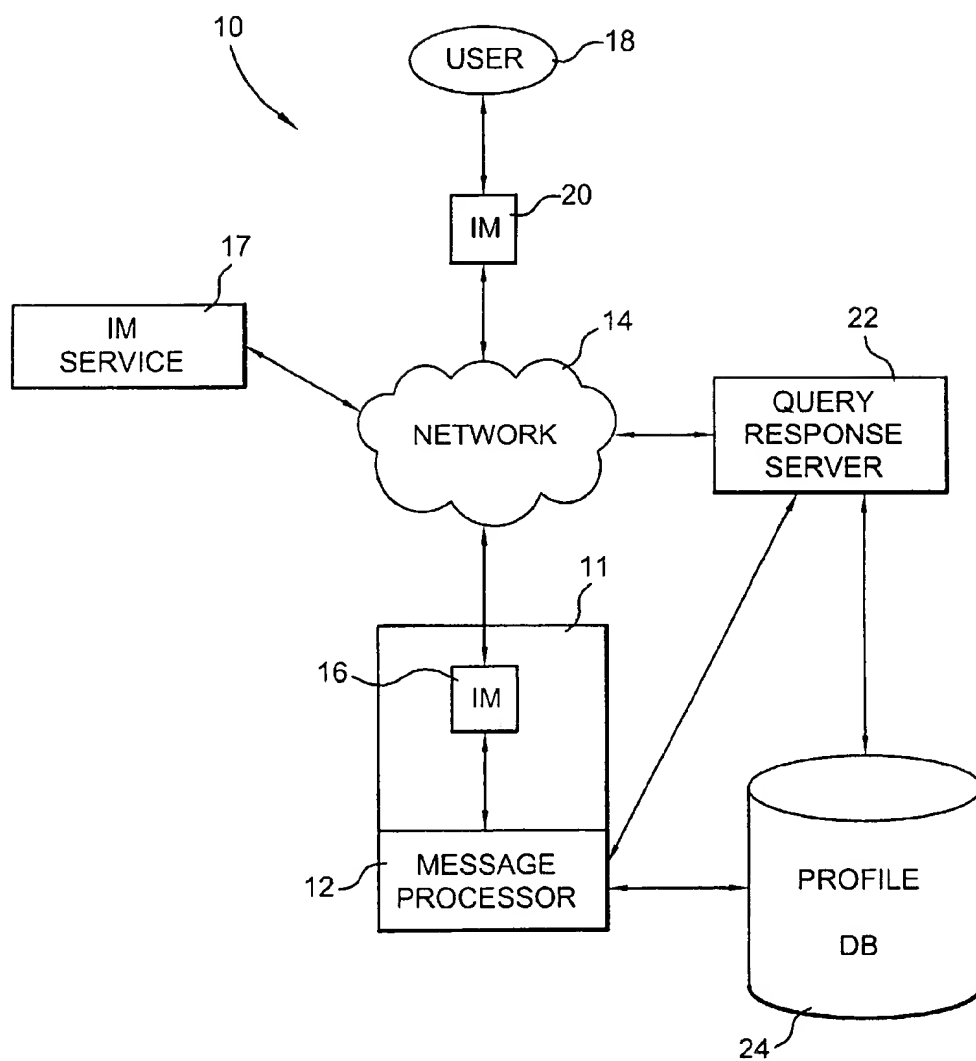 10
USER
18
IM
20
17
IM
SERVICE
14
NETWORK
22
QUERY
RESPONSE
SERVER
11
16
IM
12
MESSAGE
PROCESSOR
PROFILE
DB
24